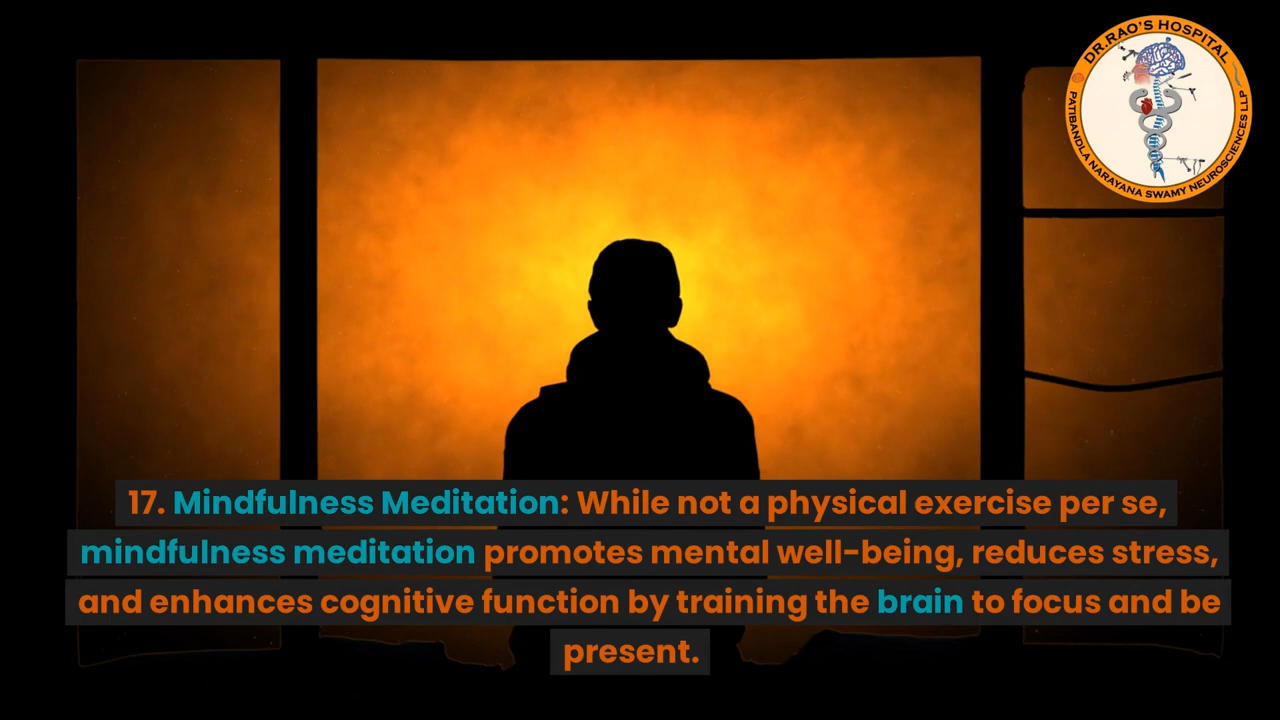 DR.RAO'S HOSPITAL
PATIBANDLA NARAYANA SWAMY NEUROSCIENCES LLP
17. Mindfulness Meditation: While not a physical exercise per se,
mindfulness meditation promotes mental well-being, reduces stress,
and enhances cognitive function by training the brain to focus and be
present.